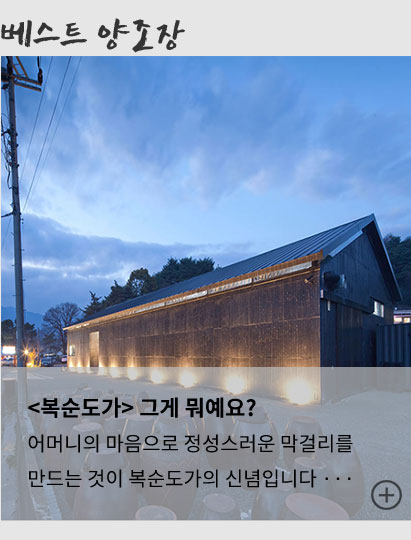 베스트 양조장
<복순도가> 그게 뭐예요?
어머니의 마음으로 정성스러운 막걸리를
만드는 것이 복순도가의 신념입니다 ···